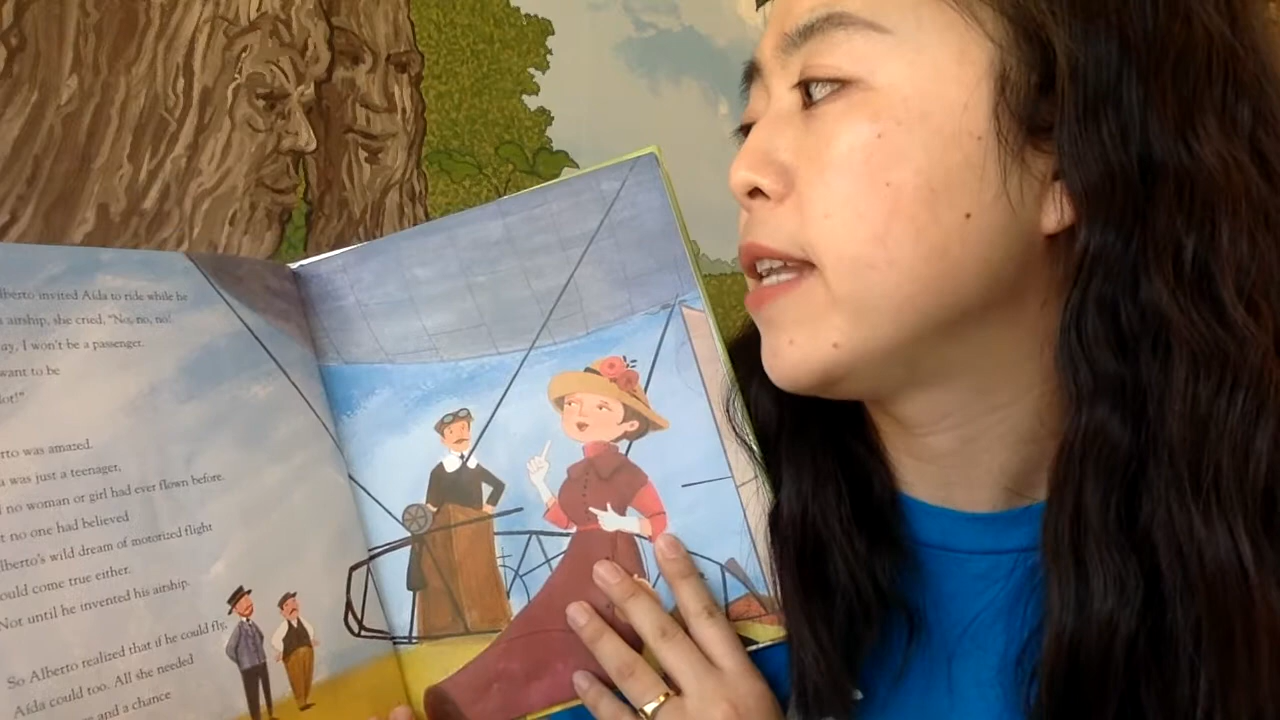 lberto invited Aída to ride while he
airship, she cried, "No, no, no!
ay, I won't be a passenger.
want to be
lot!"
rto was amazed.
a was just a teenager,
no woman or girl had ever flown before.
t no one had believed
lberto's wild dream of motorized flight
ould come true either.
Not until he invented his airship.
So Alberto realized that if he could fly,
Aída could too. All she needed
and a chance